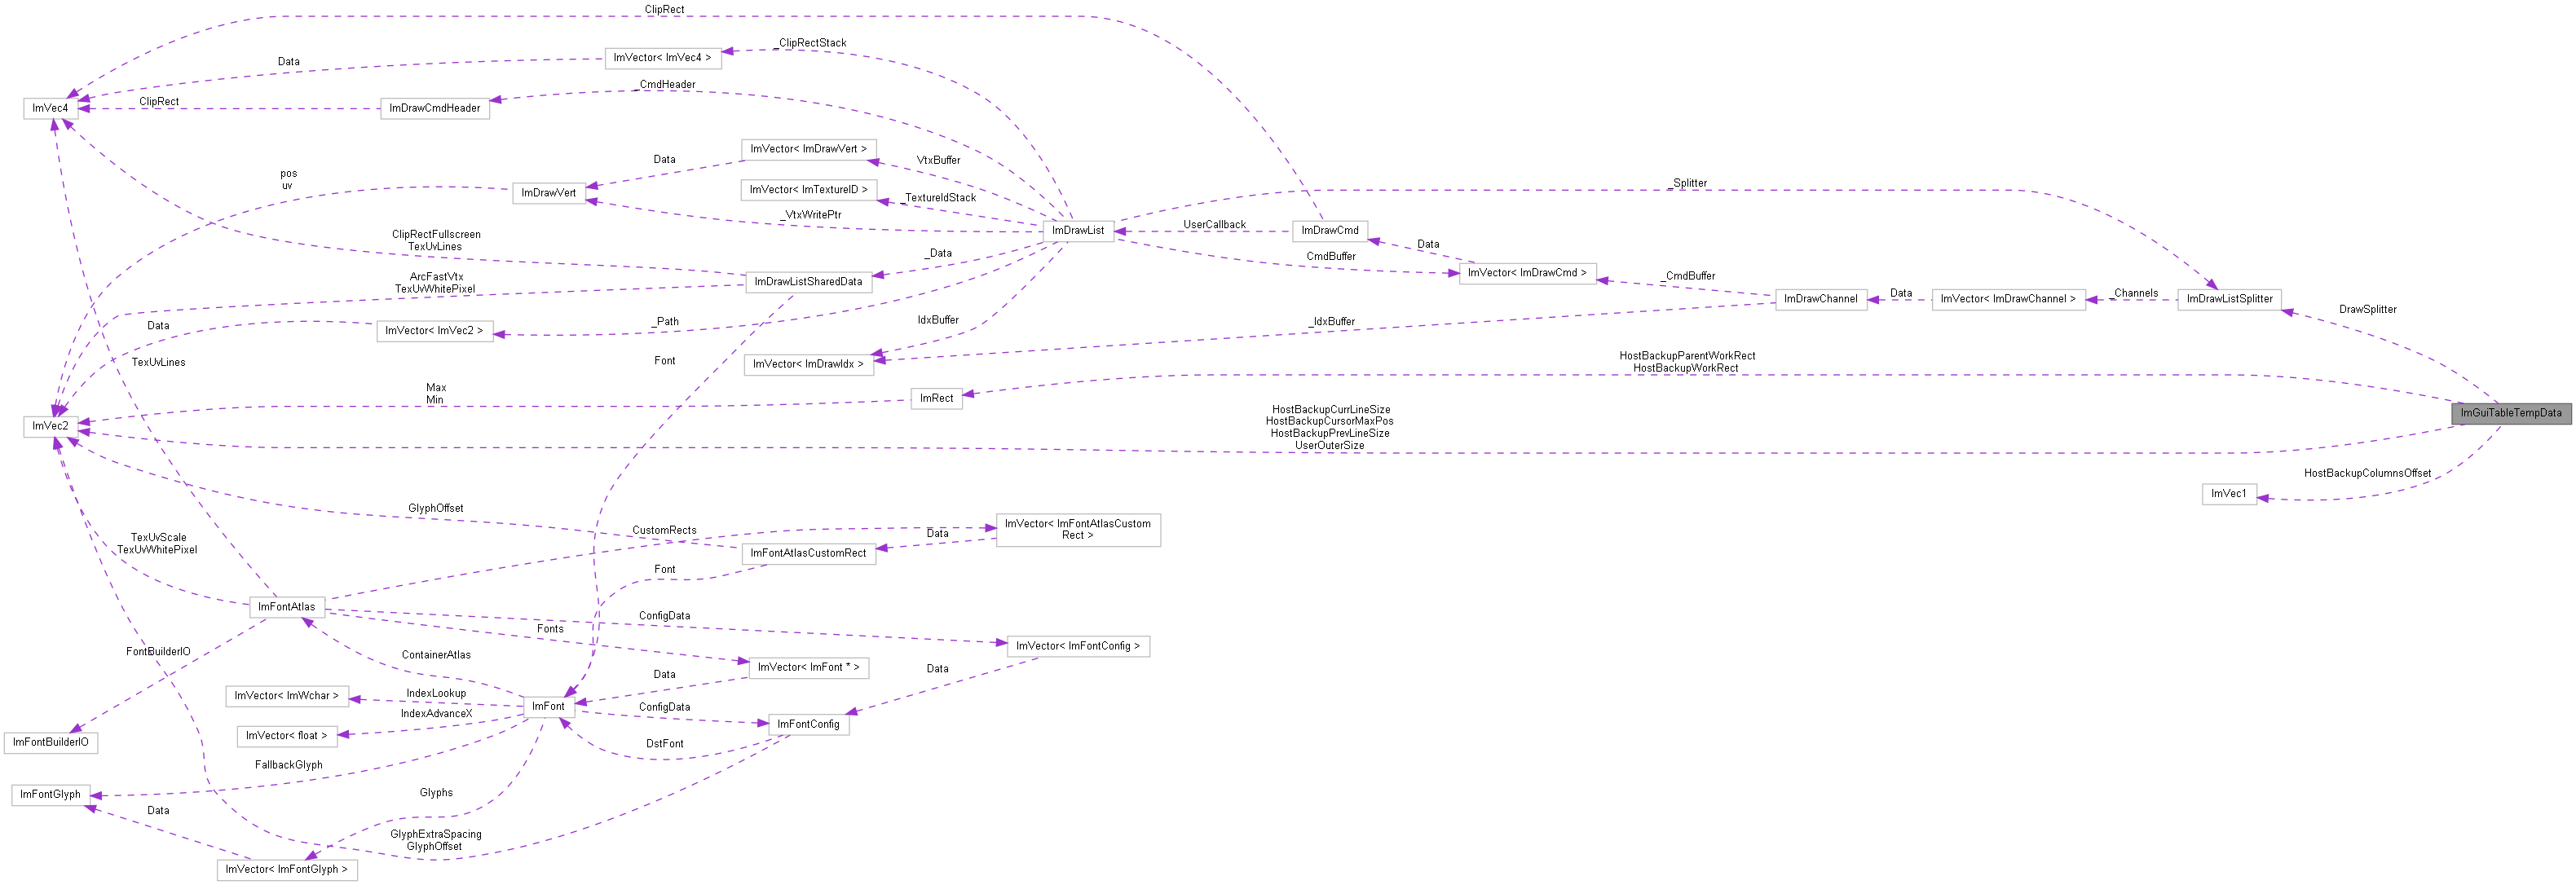 ClipRect
_ClipRectStack
ImVector< ImVec4 >
Data
_CmdHeader
ImVec4
ClipRect
ImDrawCmdHeader
ImVector< ImDrawVert >
Data
VtxBuffer
pos
uv
ImDrawVert
ImVector< ImTextureID >
_TextureIdStack
_Splitter
_VtxWritePtr
ImDrawList
UserCallback
ImDrawCmd
ClipRectFullscreen
TexUvLines
_Data
CmdBuffer
Data
ImVector< ImDrawCmd >
ArcFastVtx
TexUvWhitePixel
ImDrawListSharedData
_CmdBuffer
ImDrawChannel
Data
ImVector< ImDrawChannel >
_Channels
ImDrawListSplitter
DrawSplitter
Data
ImVector< ImVec2 >
_Path
IdxBuffer
_IdxBuffer
TexUvLines
Font
ImVector< ImDrawIdx >
HostBackupParentWorkRect
HostBackupWorkRect
Max
Min
ImRect
ImVec2
HostBackupCurrLineSize
HostBackupCursorMaxPos
HostBackupPrevLineSize
UserOuterSize
ImGuiTableTempData
HostBackupColumnsOffset
ImVec1
GlyphOffset
CustomRects
ImVector< ImFontAtlasCustom
Rect >
Data
TexUvScale
TexUvWhitePixel
ImFontAtlasCustomRect
Font
ImFontAtlas
ConfigData
Fonts
ImVector< ImFontConfig >
FontBuilderIO
ContainerAtlas
ImVector< ImFont * >
Data
Data
ImVector< ImWchar >
IndexLookup
ImFont
ConfigData
IndexAdvanceX
ImVector< float >
ImFontConfig
ImFontBuilderIO
DstFont
FallbackGlyph
ImFontGlyph
Glyphs
Data
GlyphExtraSpacing
GlyphOffset
ImVector< ImFontGlyph >